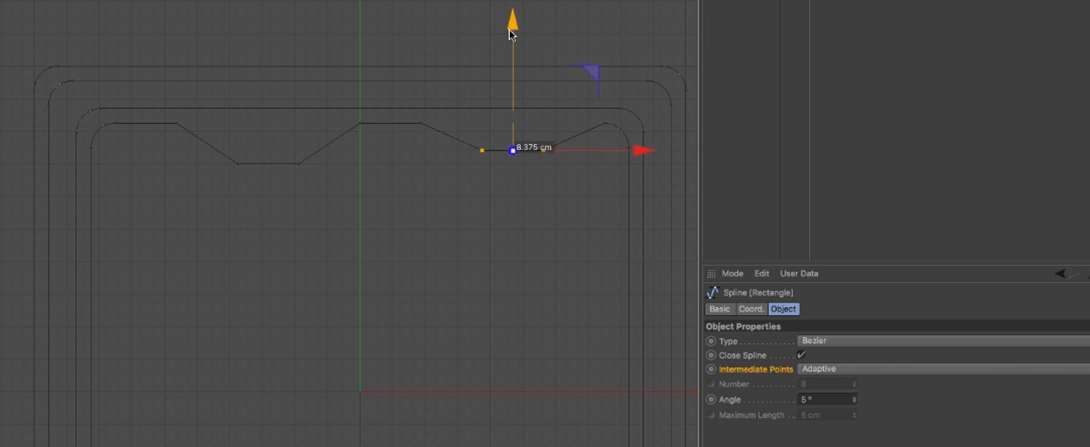 8.375 cm
Mode Edit User Data
Spline [Rectangle]
Basic Coord. Object
Object Properties
Type Bezier
Close Spline
Intermediate Points Adaptive
Number 8
Angle 5 °
Maximum Length 5 cm